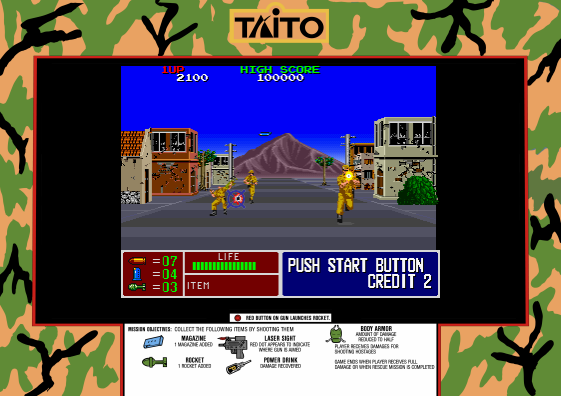 TAITO
1UP HIGH SCORE
2100 100000
=07
=04
=03
LIFE
ITEM
PUSH START BUTTON
CREDIT 2
RED BUTTON ON GUN LAUNCHES ROCKET.
MISSION OBJECTIVES: COLLECT THE FOLLOWING ITEMS BY SHOOTING THEM
MAGAZINE
1 MAGAZINE ADDED
LASER SIGHT
RED DOT APPEARS TO INDICATE
WHERE GUN IS AIMED
BODY ARMOR
AMOUNT OF DAMAGE
REDUCED TO HALF
PLAYER RECEIVES DAMAGES FOR
SHOOTING HOSTAGES
ROCKET
1 ROCKET ADDED
POWER DRINK
DAMAGE RECOVERED
GAME ENDS WHEN PLAYER RECEIVES FULL
DAMAGE OR WHEN RESCUE MISSION IS COMPLETED